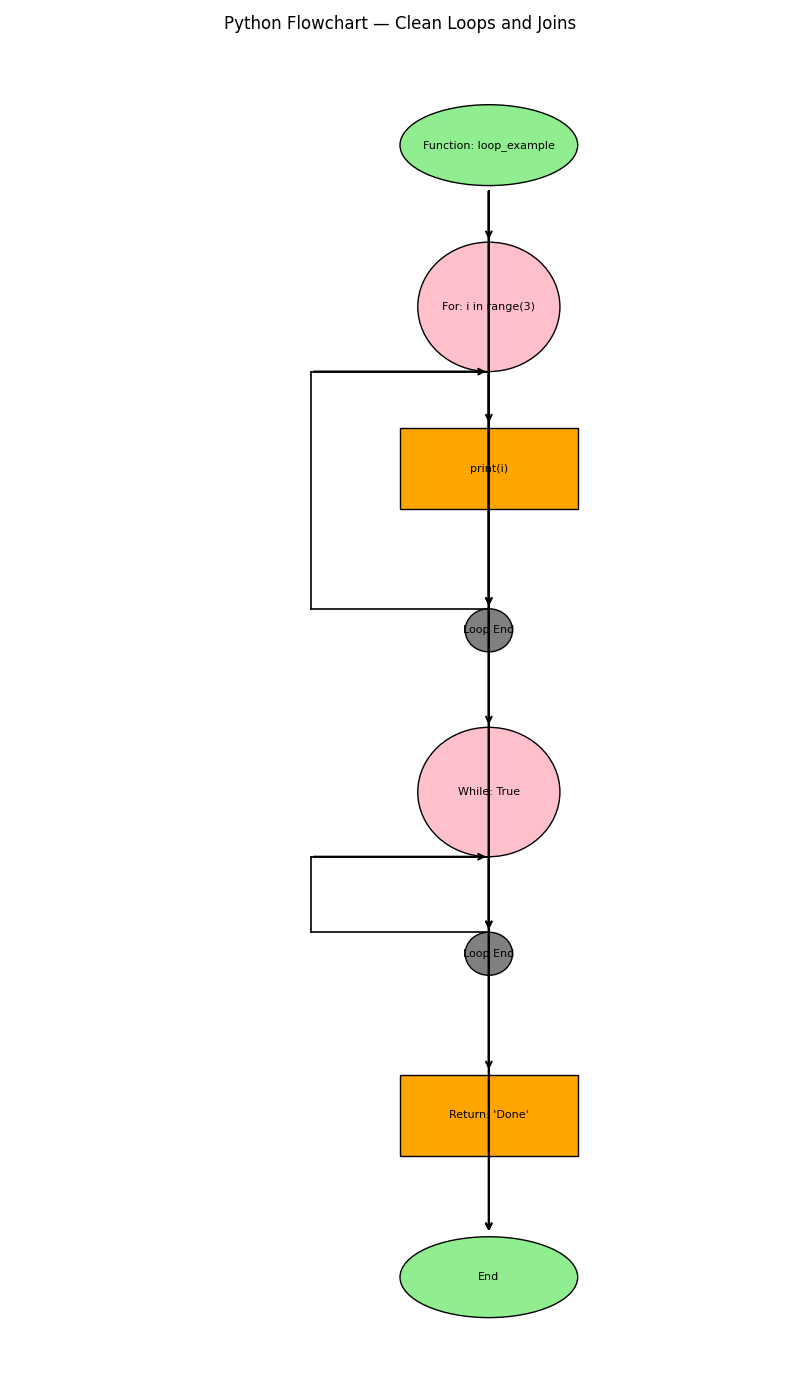 Python Flowchart — Clean Loops and Joins
Function: loop_example
For: i in range(3)
print(i)
Loop End
While: True
Loop End
Return: 'Done'
End